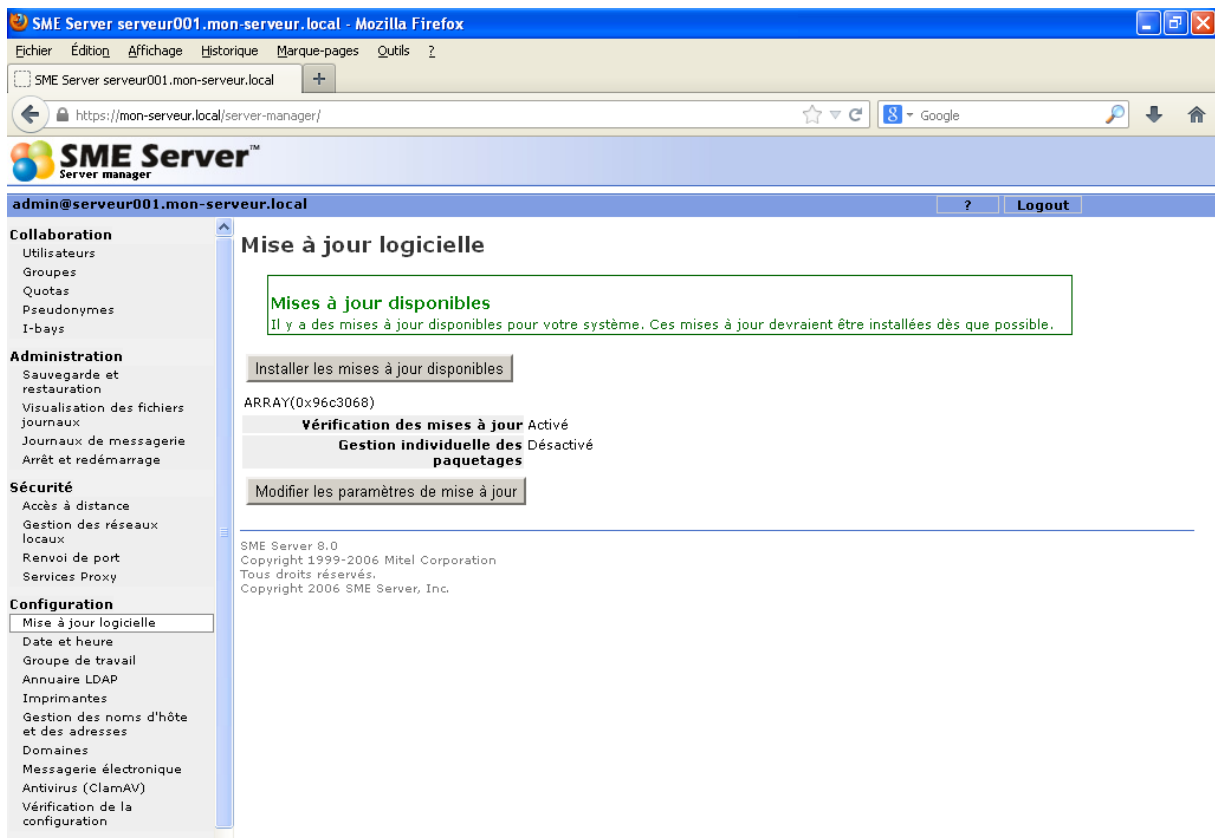 SME Server serveur001.mon-serveur.local - Mozilla Firefox
Fichier Édition Affichage Historique Marque-pages Outils ?
SME Server serveur001.mon-serveur.local +
https://mon-serveur.local/server-manager/
8 Google
SME Server™
Server manager
admin@serveur001.mon-serveur.local
? Logout
Collaboration
Utilisateurs
Groupes
Quotas
Pseudonymes
I-bays
Administration
Sauvegarde et
restauration
Visualisation des fichiers
journaux
Journaux de messagerie
Arrêt et redémarrage
Sécurité
Accès à distance
Gestion des réseaux
locaux
Renvoi de port
Services Proxy
Configuration
Mise à jour logicielle
Date et heure
Groupe de travail
Annuaire LDAP
Imprimantes
Gestion des noms d'hôte
et des adresses
Domaines
Messagerie électronique
Antivirus (ClamAV)
Vérification de la
configuration
Mise à jour logicielle
Mises à jour disponibles
Il y a des mises à jour disponibles pour votre système. Ces mises à jour devraient être installées dès que possible.
Installer les mises à jour disponibles
ARRAY(0x96c3068)
Vérification des mises à jour Activé
Gestion individuelle des Désactivé
paquetages
Modifier les paramètres de mise à jour
SME Server 8.0
Copyright 1999-2006 Mitel Corporation
Tous droits réservés.
Copyright 2006 SME Server, Inc.